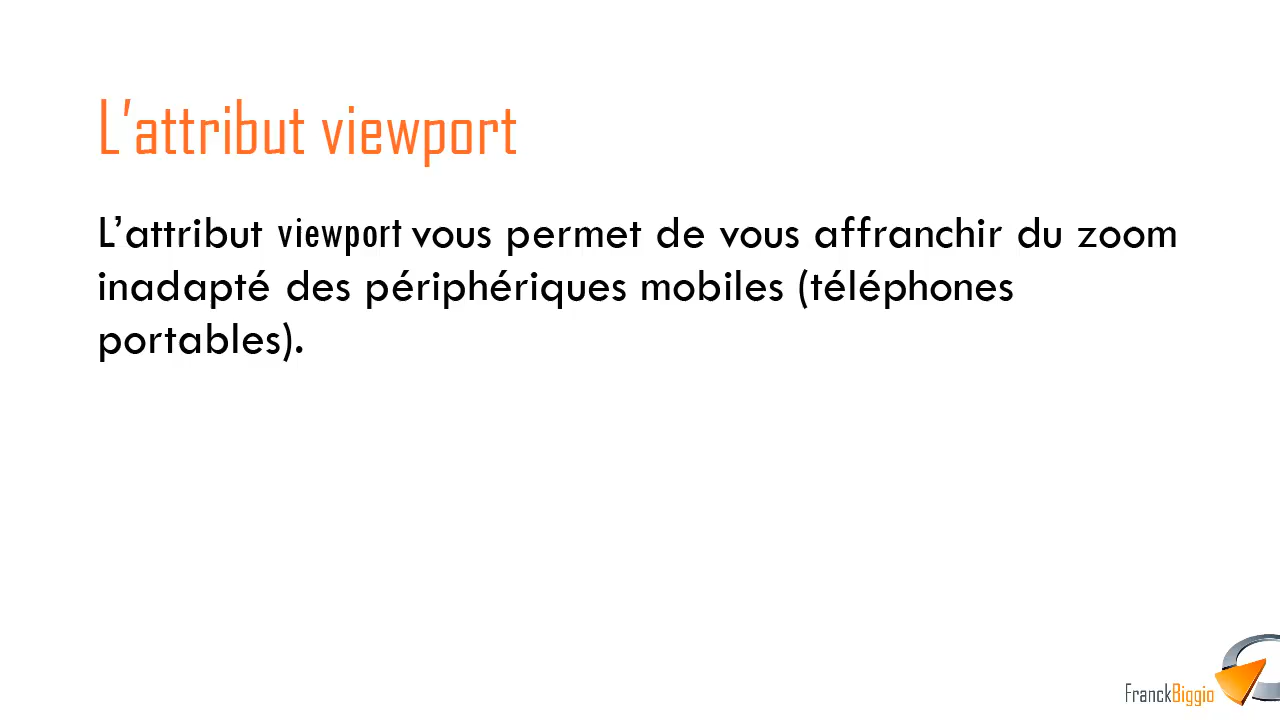 L’attribut viewport
L’attribut viewport vous permet de vous affranchir du zoom
inadapté des périphériques mobiles (téléphones
portables).
FranckBiggio